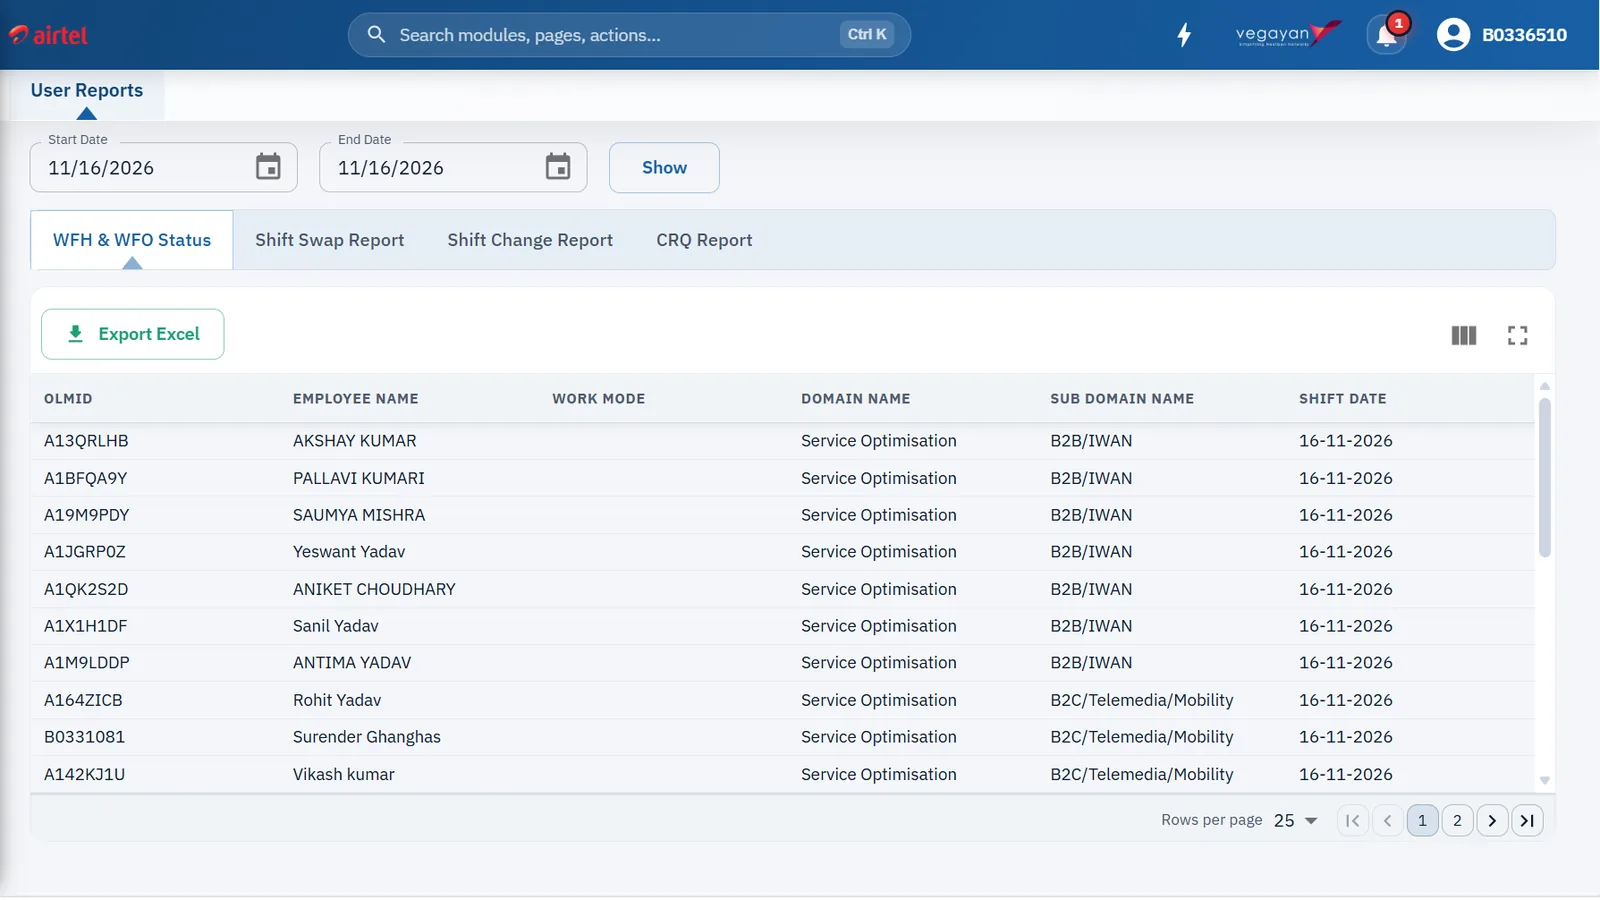 airtel
Search modules, pages, actions...
Ctrl K
vegayan
1
B0336510
User Reports
Start Date
11/16/2026
End Date
11/16/2026
Show
WFH & WFO Status
Shift Swap Report
Shift Change Report
CRQ Report
Export Excel
OLMID EMPLOYEE NAME WORK MODE DOMAIN NAME SUB DOMAIN NAME SHIFT DATE
A13QRLHB AKSHAY KUMAR Service Optimisation B2B/IWAN 16-11-2026
A1BFQA9Y PALLAVI KUMARI Service Optimisation B2B/IWAN 16-11-2026
A19M9PDY SAUMYA MISHRA Service Optimisation B2B/IWAN 16-11-2026
A1JGRP0Z Yeswant Yadav Service Optimisation B2B/IWAN 16-11-2026
A1QK2S2D ANIKET CHOUDHARY Service Optimisation B2B/IWAN 16-11-2026
A1X1H1DF Sanil Yadav Service Optimisation B2B/IWAN 16-11-2026
A1M9LDDP ANTIMA YADAV Service Optimisation B2B/IWAN 16-11-2026
A164ZICB Rohit Yadav Service Optimisation B2C/Telemedia/Mobility 16-11-2026
B0331081 Surender Ghanghas Service Optimisation B2C/Telemedia/Mobility 16-11-2026
A142KJ1U Vikash kumar Service Optimisation B2C/Telemedia/Mobility 16-11-2026
Rows per page 25 1 2